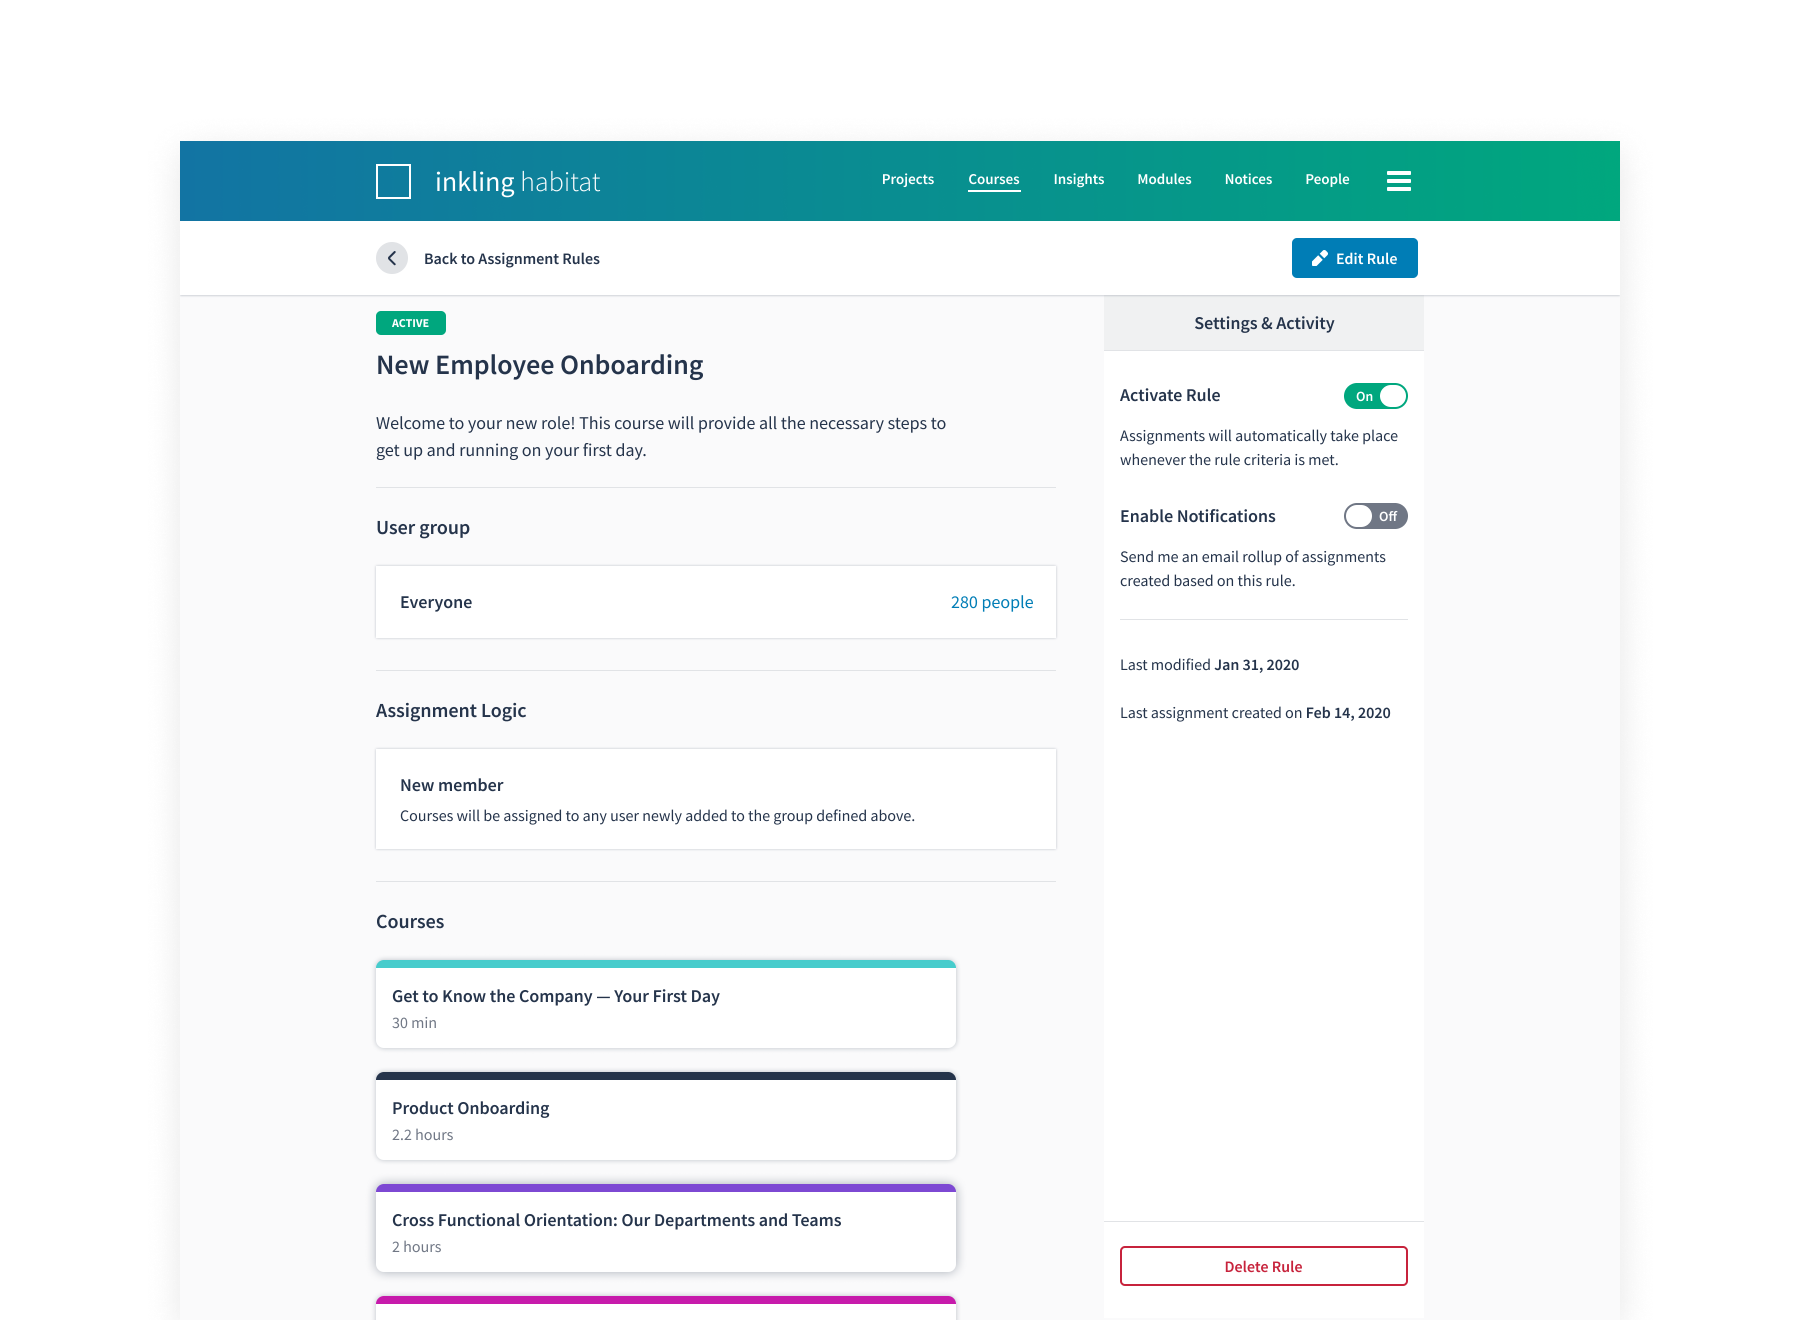 inkling habitat
Projects
Courses
Insights
Modules
Notices
People
Back to Assignment Rules
Edit Rule
ACTIVE
New Employee Onboarding
Welcome to your new role! This course will provide all the necessary steps to
get up and running on your first day.
User group
Everyone
280 people
Assignment Logic
New member
Courses will be assigned to any user newly added to the group defined above.
Courses
Get to Know the Company — Your First Day
30 min
Product Onboarding
2.2 hours
Cross Functional Orientation: Our Departments and Teams
2 hours
Settings & Activity
Activate Rule
On
Assignments will automatically take place
whenever the rule criteria is met.
Enable Notifications
Off
Send me an email rollup of assignments
created based on this rule.
Last modified Jan 31, 2020
Last assignment created on Feb 14, 2020
Delete Rule